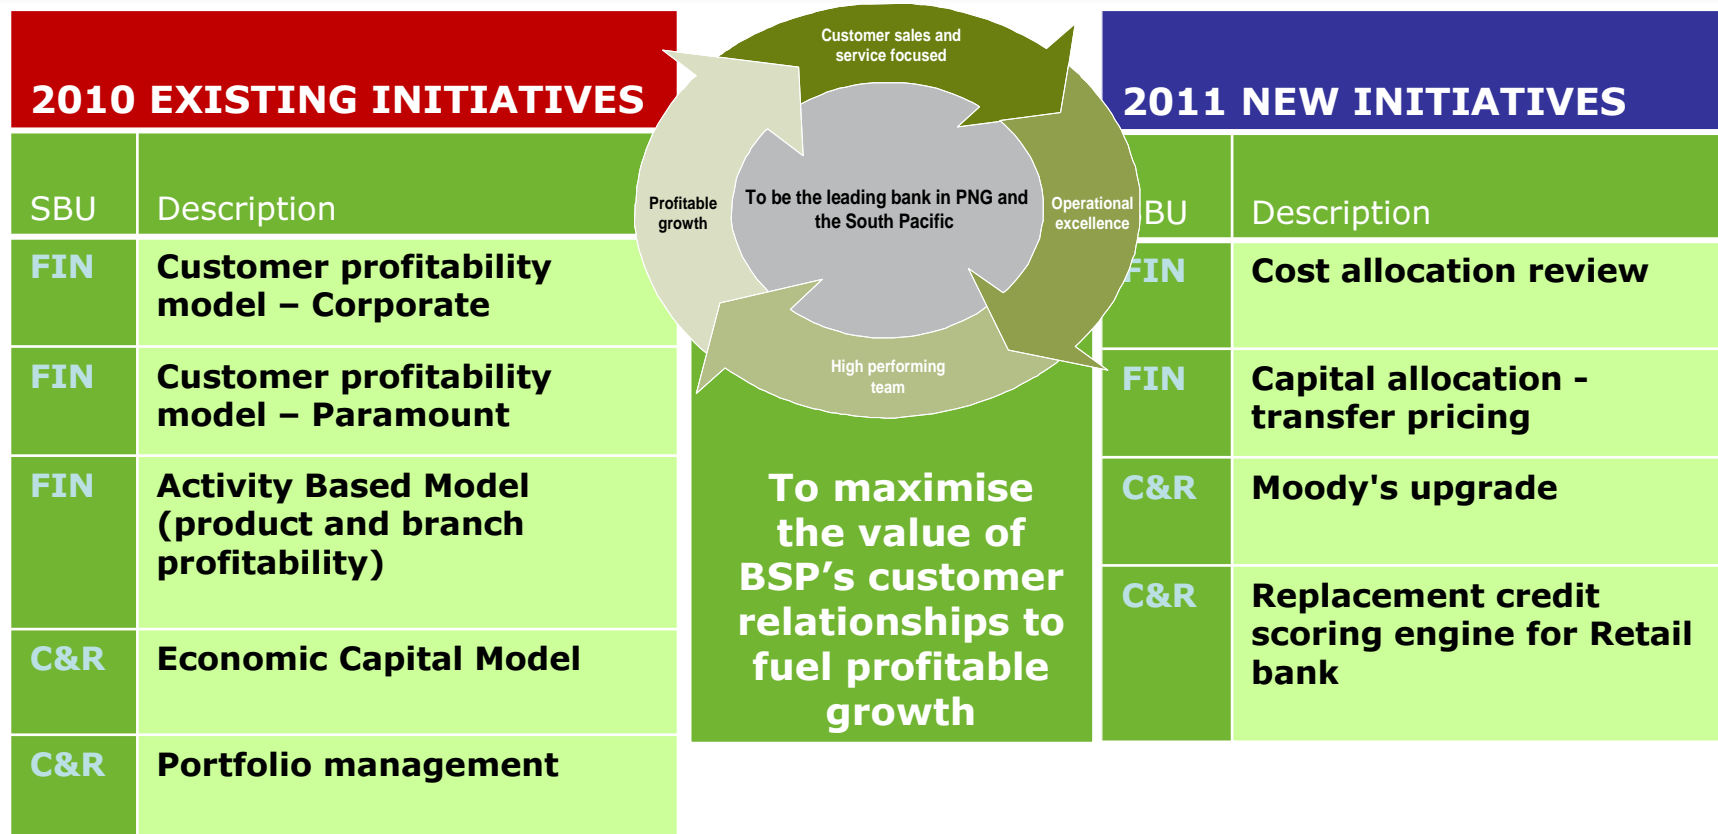 2010 EXISTING INITIATIVES
SBU Description
FIN Customer profitability
model – Corporate
FIN Customer profitability
model – Paramount
FIN Activity Based Model
(product and branch
profitability)
C&R Economic Capital Model
C&R Portfolio management
Customer sales and
service focused
Profitable
growth
To be the leading bank in PNG and
the South Pacific
Operational
excellence
High performing
team
To maximise
the value of
BSP’s customer
relationships to
fuel profitable
growth
2011 NEW INITIATIVES
BU Description
FIN Cost allocation review
FIN Capital allocation -
transfer pricing
C&R Moody's upgrade
C&R Replacement credit
scoring engine for Retail
bank